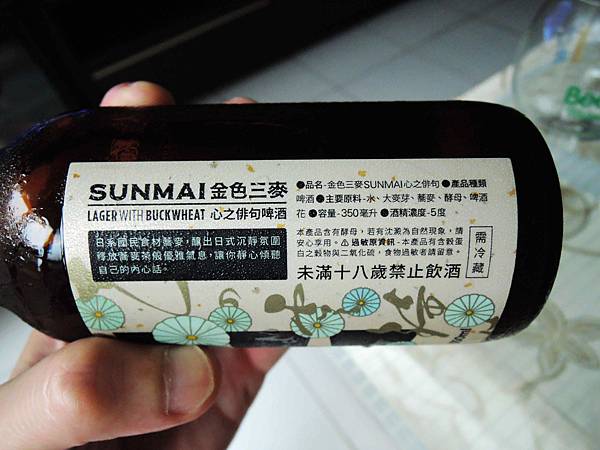 SUNMAI金色三麥
LAGER WITH BUCKWHEAT 心之俳句啤酒
日系國民食材蕎麥，釀出日式沉靜氛圍
釋放蕎麥茶般優雅氣息，讓你靜心傾聽
自己的內心話。
●品名-金色三麥SUNMAI心之俳句 ●產品種類
啤酒 ●主要原料-水、大麥芽、蕎麥、酵母、啤酒
花 ●容量-350毫升 ●酒精濃度-5度
本產品含有酵母，若有沈澱為自然現象，請
安心享用。⚠過敏原資訊-本產品有含麩蛋
白之穀物與二氧化硫，食物過敏者請留意。
需冷藏
未滿十八歲禁止飲酒